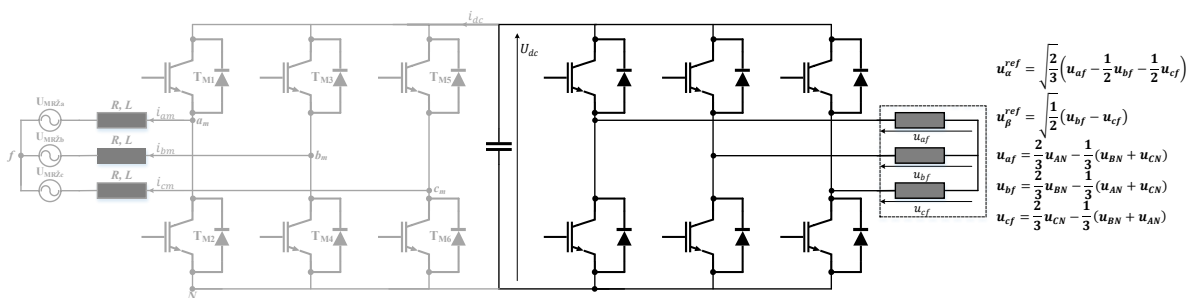 i_dc
U_dc
T_M1
T_M3
T_M5
U_MRŽa
R, L
i_am
a_m
U_MRŽb
R, L
f
i_bm
b_m
U_MRŽc
R, L
i_cm
c_m
T_M2
T_M4
T_M6
N
u_af
u_bf
u_cf
u_α^ref = √(2/3) (u_af − 1/2 u_bf − 1/2 u_cf)
u_β^ref = √(1/2) (u_bf − u_cf)
u_af = 2/3 u_AN − 1/3 (u_BN + u_CN)
u_bf = 2/3 u_BN − 1/3 (u_AN + u_CN)
u_cf = 2/3 u_CN − 1/3 (u_BN + u_AN)